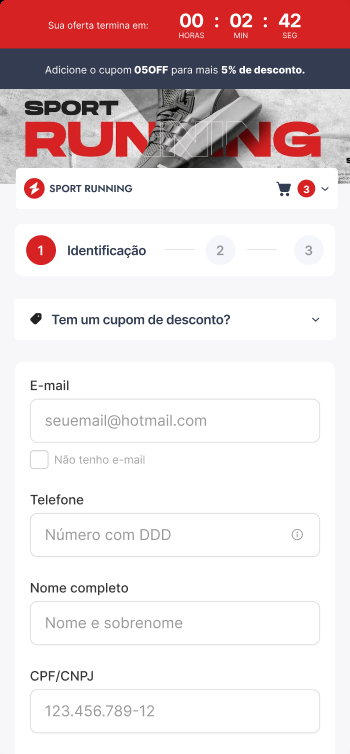 Sua oferta termina em:
00 : 02 : 42
HORAS MIN SEG
Adicione o cupom 05OFF para mais 5% de desconto.
SPORT
RUNNING
SPORT RUNNING
3
1 Identificação 2 3
Tem um cupom de desconto?
E-mail
seuemail@hotmail.com
Não tenho e-mail
Telefone
Número com DDD
Nome completo
Nome e sobrenome
CPF/CNPJ
123.456.789-12